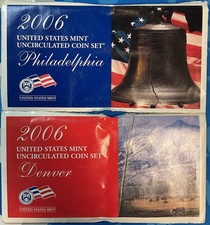 2006
UNITED STATES MINT
UNCIRCULATED COIN SET®
Philadelphia
UNITED STATES MINT
2006
UNITED STATES MINT
UNCIRCULATED COIN SET®
Denver
UNITED STATES MINT